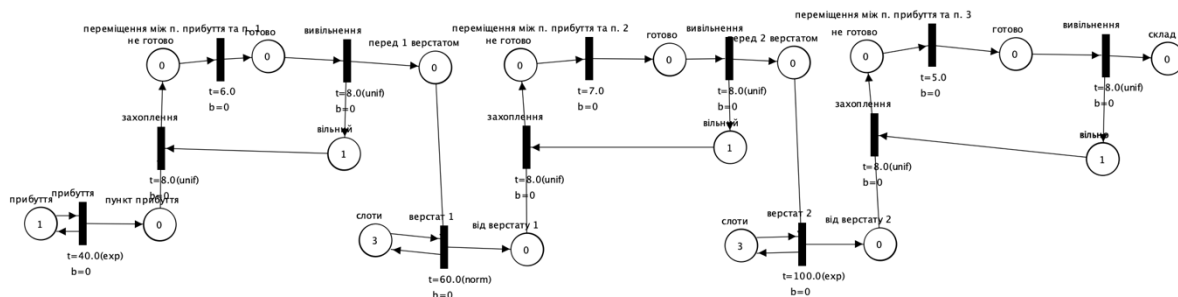 переміщення між п. прибуття та п. 1
не готово
готово
вивільнення
перед 1 верстатом
0
0
0
t=6.0
b=0
t=8.0(unif)
b=0
захоплення
вільний
1
t=8.0(unif)
b=0
прибуття
прибуття
пункт прибуття
1
0
t=40.0(exp)
b=0
слоти
верстат 1
від верстату 1
3
0
t=60.0(norm)
b=0
переміщення між п. прибуття та п. 2
не готово
готово
вивільнення
перед 2 верстатом
0
0
0
t=7.0
b=0
t=8.0(unif)
b=0
захоплення
вільний
1
t=8.0(unif)
b=0
слоти
верстат 2
від верстату 2
3
0
t=100.0(exp)
b=0
переміщення між п. прибуття та п. 3
не готово
готово
вивільнення
склад
0
0
0
t=5.0
b=0
t=8.0(unif)
b=0
захоплення
1
t=8.0(unif)
b=0